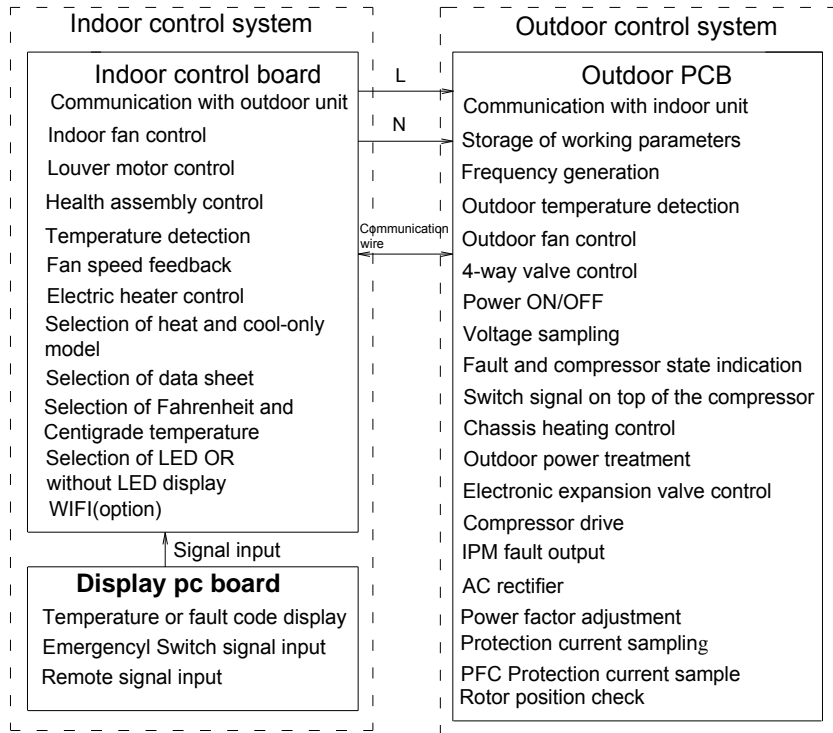 Indoor control system
Indoor control board
Communication with outdoor unit
Indoor fan control
Louver motor control
Health assembly control
Temperature detection
Fan speed feedback
Electric heater control
Selection of heat and cool-only
model
Selection of data sheet
Selection of Fahrenheit and
Centigrade temperature
Selection of LED OR
without LED display
WIFI(option)
Signal input
Display pc board
Temperature or fault code display
Emergencyl Switch signal input
Remote signal input
L
N
Communication
wire
Outdoor control system
Outdoor PCB
Communication with indoor unit
Storage of working parameters
Frequency generation
Outdoor temperature detection
Outdoor fan control
4-way valve control
Power ON/OFF
Voltage sampling
Fault and compressor state indication
Switch signal on top of the compressor
Chassis heating control
Outdoor power treatment
Electronic expansion valve control
Compressor drive
IPM fault output
AC rectifier
Power factor adjustment
Protection current sampling
PFC Protection current sample
Rotor position check